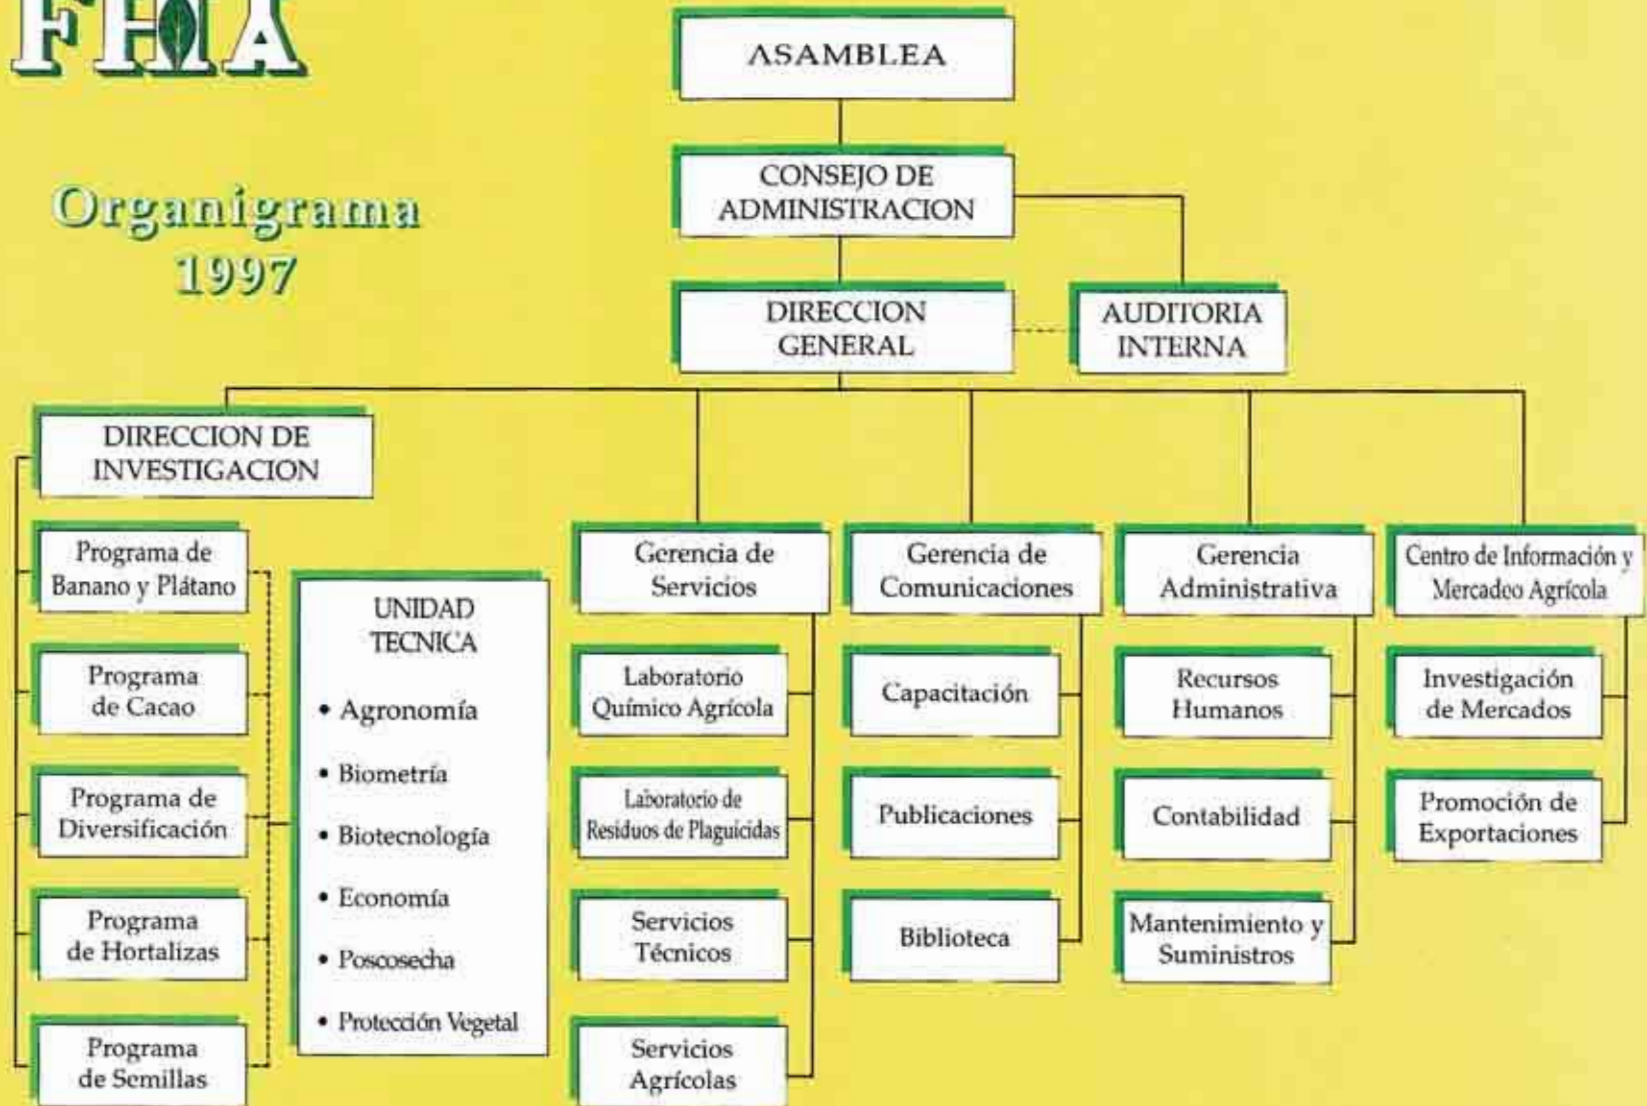 FHIA
Organigrama
1997
ASAMBLEA
CONSEJO DE
ADMINISTRACION
DIRECCION
GENERAL
AUDITORIA
INTERNA
DIRECCION DE
INVESTIGACION
Programa de
Banano y Plátano
Programa
de Cacao
Programa de
Diversificación
Programa
de Hortalizas
Programa
de Semillas
UNIDAD
TECNICA
• Agronomía
• Biometría
• Biotecnología
• Economía
• Poscosecha
• Protección Vegetal
Gerencia de
Servicios
Laboratorio
Químico Agrícola
Laboratorio de
Residuos de Plaguicidas
Servicios
Técnicos
Servicios
Agrícolas
Gerencia de
Comunicaciones
Capacitación
Publicaciones
Biblioteca
Gerencia
Administrativa
Recursos
Humanos
Contabilidad
Mantenimiento y
Suministros
Centro de Información y
Mercadeo Agrícola
Investigación
de Mercados
Promoción de
Exportaciones